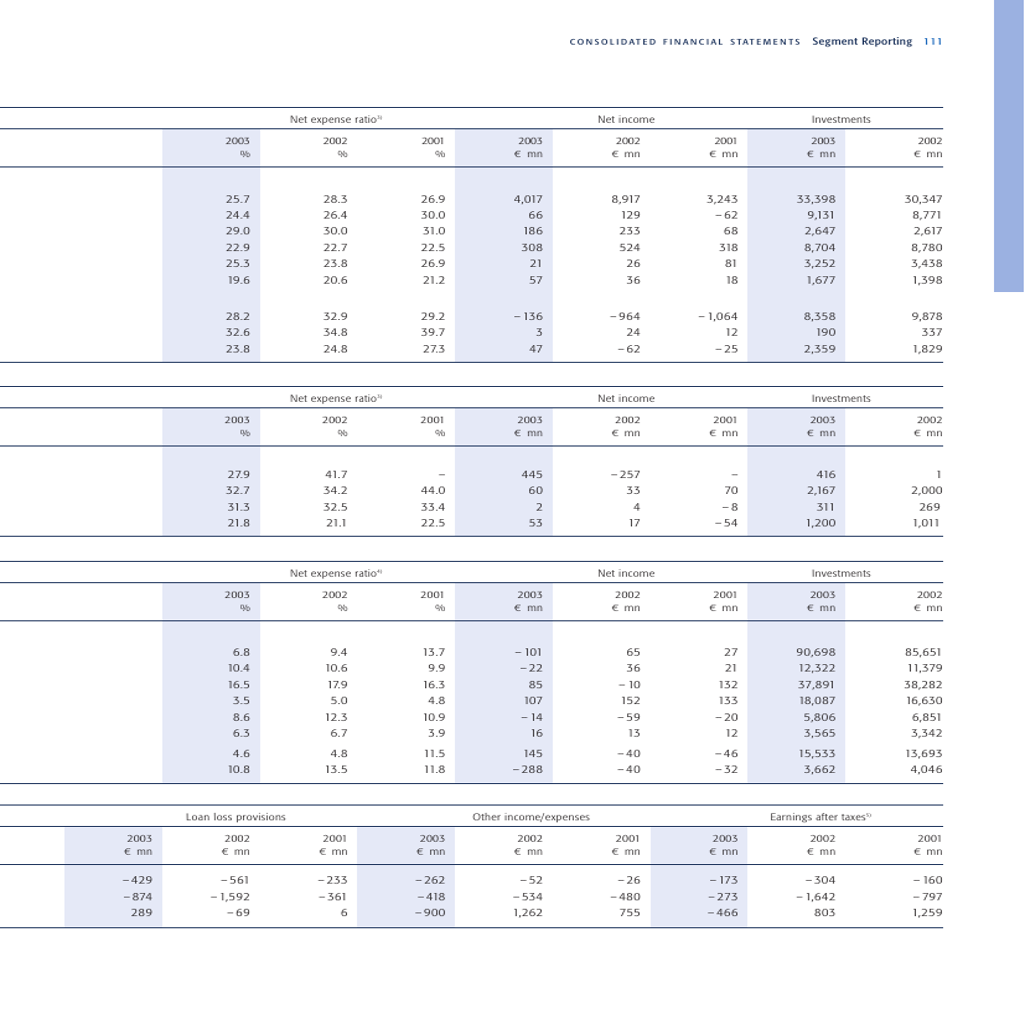 CONSOLIDATED FINANCIAL STATEMENTS Segment Reporting 111
Net expense ratio³⁾ Net income Investments
2003 2002 2001 2003 2002 2001 2003 2002
% % % € mn € mn € mn € mn € mn
25.7 28.3 26.9 4,017 8,917 3,243 33,398 30,347
24.4 26.4 30.0 66 129 –62 9,131 8,771
29.0 30.0 31.0 186 233 68 2,647 2,617
22.9 22.7 22.5 308 524 318 8,704 8,780
25.3 23.8 26.9 21 26 81 3,252 3,438
19.6 20.6 21.2 57 36 18 1,677 1,398
28.2 32.9 29.2 –136 –964 –1,064 8,358 9,878
32.6 34.8 39.7 3 24 12 190 337
23.8 24.8 27.3 47 –62 –25 2,359 1,829
Net expense ratio³⁾ Net income Investments
2003 2002 2001 2003 2002 2001 2003 2002
% % % € mn € mn € mn € mn € mn
27.9 41.7 – 445 –257 – 416 1
32.7 34.2 44.0 60 33 70 2,167 2,000
31.3 32.5 33.4 2 4 –8 311 269
21.8 21.1 22.5 53 17 –54 1,200 1,011
Net expense ratio⁴⁾ Net income Investments
2003 2002 2001 2003 2002 2001 2003 2002
% % % € mn € mn € mn € mn € mn
6.8 9.4 13.7 –101 65 27 90,698 85,651
10.4 10.6 9.9 –22 36 21 12,322 11,379
16.5 17.9 16.3 85 –10 132 37,891 38,282
3.5 5.0 4.8 107 152 133 18,087 16,630
8.6 12.3 10.9 –14 –59 –20 5,806 6,851
6.3 6.7 3.9 16 13 12 3,565 3,342
4.6 4.8 11.5 145 –40 –46 15,533 13,693
10.8 13.5 11.8 –288 –40 –32 3,662 4,046
Loan loss provisions Other income/expenses Earnings after taxes⁵⁾
2003 2002 2001 2003 2002 2001 2003 2002 2001
€ mn € mn € mn € mn € mn € mn € mn € mn € mn
–429 –561 –233 –262 –52 –26 –173 –304 –160
–874 –1,592 –361 –418 –534 –480 –273 –1,642 –797
289 –69 6 –900 1,262 755 –466 803 1,259